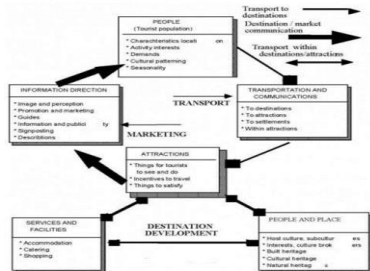 PEOPLE
(Tourist population)
* Charachteristics locell on
* Activity interests
* Demands
* Cultural patterning
* Seasonality
Transport to
destinations
Destination / market
communication
Transport within
destinations/attractions
INFORMATION DIRECTION
* Image and perception
* Promotion and marketing
* Guides
* Information and publici ty
* Signposting
* Describtions
TRANSPORT
MARKETING
TRANSPORTATION AND
COMMUNICATIONS
* To destinations
* To attractions
* To settlements
* Within attractions
ATTRACTIONS
* Things for tourists
to see and do
* Incentives to travel
* Things to satisfy
SERVICES AND
FACILITIES
* Accommodation
* Catering
* Shopping
DESTINATION
DEVELOPMENT
PEOPLE AND PLACE
* Host culture, subcultur es
* Interests, culture brok ers
* Built heritage
* Cultural heritage
* Natural heritag s